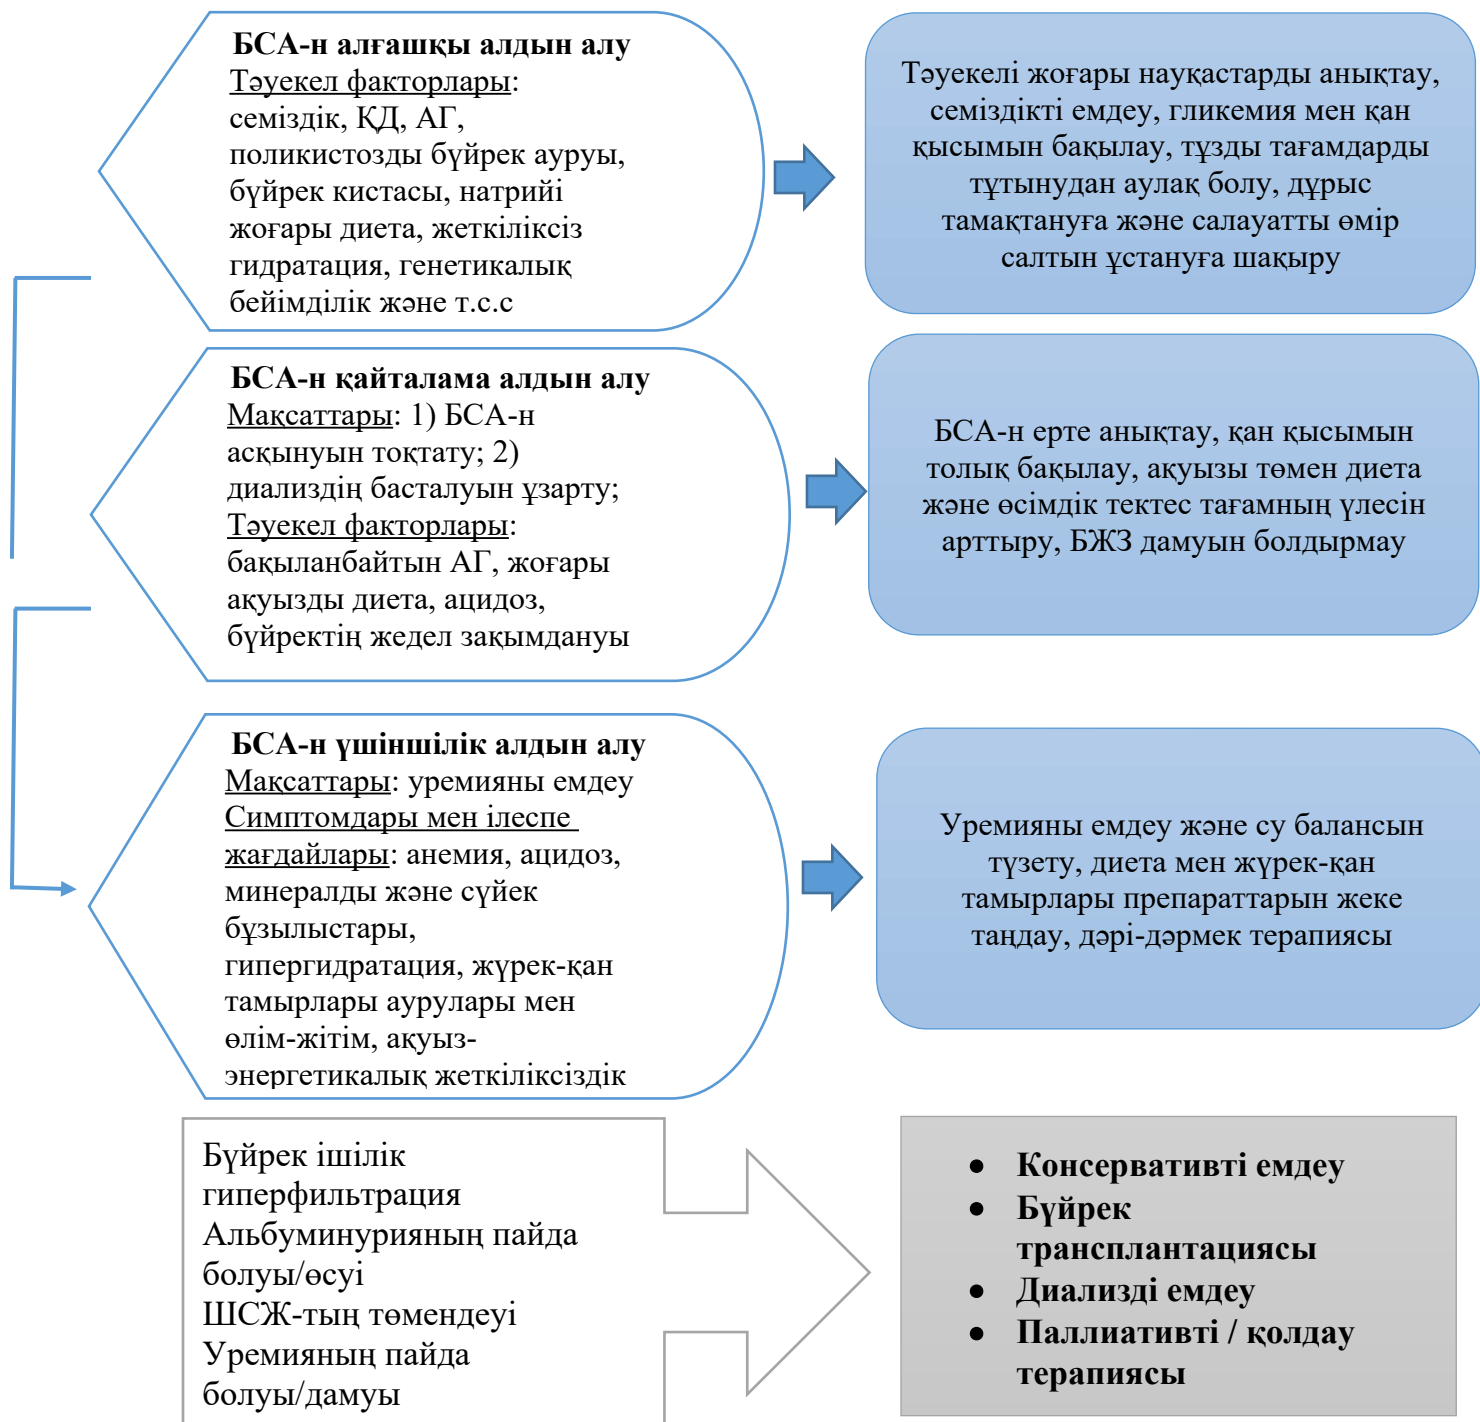 БСА-н алғашқы алдын алу
Тәуекел факторлары:
семіздік, ҚД, АГ,
поликистозды бүйрек ауруы,
бүйрек кистасы, натрийі
жоғары диета, жеткіліксіз
гидратация, генетикалық
бейімділік және т.с.с
Тәуекелі жоғары науқастарды анықтау,
семіздікті емдеу, гликемия мен қан
қысымын бақылау, тұзды тағамдарды
тұтынудан аулақ болу, дұрыс
тамақтануға және салауатты өмір
салтын ұстануға шақыру
БСА-н қайталама алдын алу
Мақсаттары: 1) БСА-н
асқынуын тоқтату; 2)
диализдің басталуын ұзарту;
Тәуекел факторлары:
бақыланбайтын АГ, жоғары
ақуызды диета, ацидоз,
бүйректің жедел зақымдануы
БСА-н ерте анықтау, қан қысымын
толық бақылау, ақуызы төмен диета
және өсімдік тектес тағамның үлесін
арттыру, БЖЗ дамуын болдырмау
БСА-н үшіншілік алдын алу
Мақсаттары: уремияны емдеу
Симптомдары мен ілеспе
жағдайлары: анемия, ацидоз,
минералды және сүйек
бұзылыстары,
гипергидратация, жүрек-қан
тамырлары аурулары мен
өлім-жітім, ақуыз-
энергетикалық жеткіліксіздік
Уремияны емдеу және су балансын
түзету, диета мен жүрек-қан
тамырлары препараттарын жеке
таңдау, дәрі-дәрмек терапиясы
Бүйрек ішілік
гиперфильтрация
Альбуминурияның пайда
болуы/өсуі
ШСЖ-тың төмендеуі
Уремияның пайда
болуы/дамуы
• Консервативті емдеу
• Бүйрек
трансплантациясы
• Диализді емдеу
• Паллиативті / қолдау
терапиясы